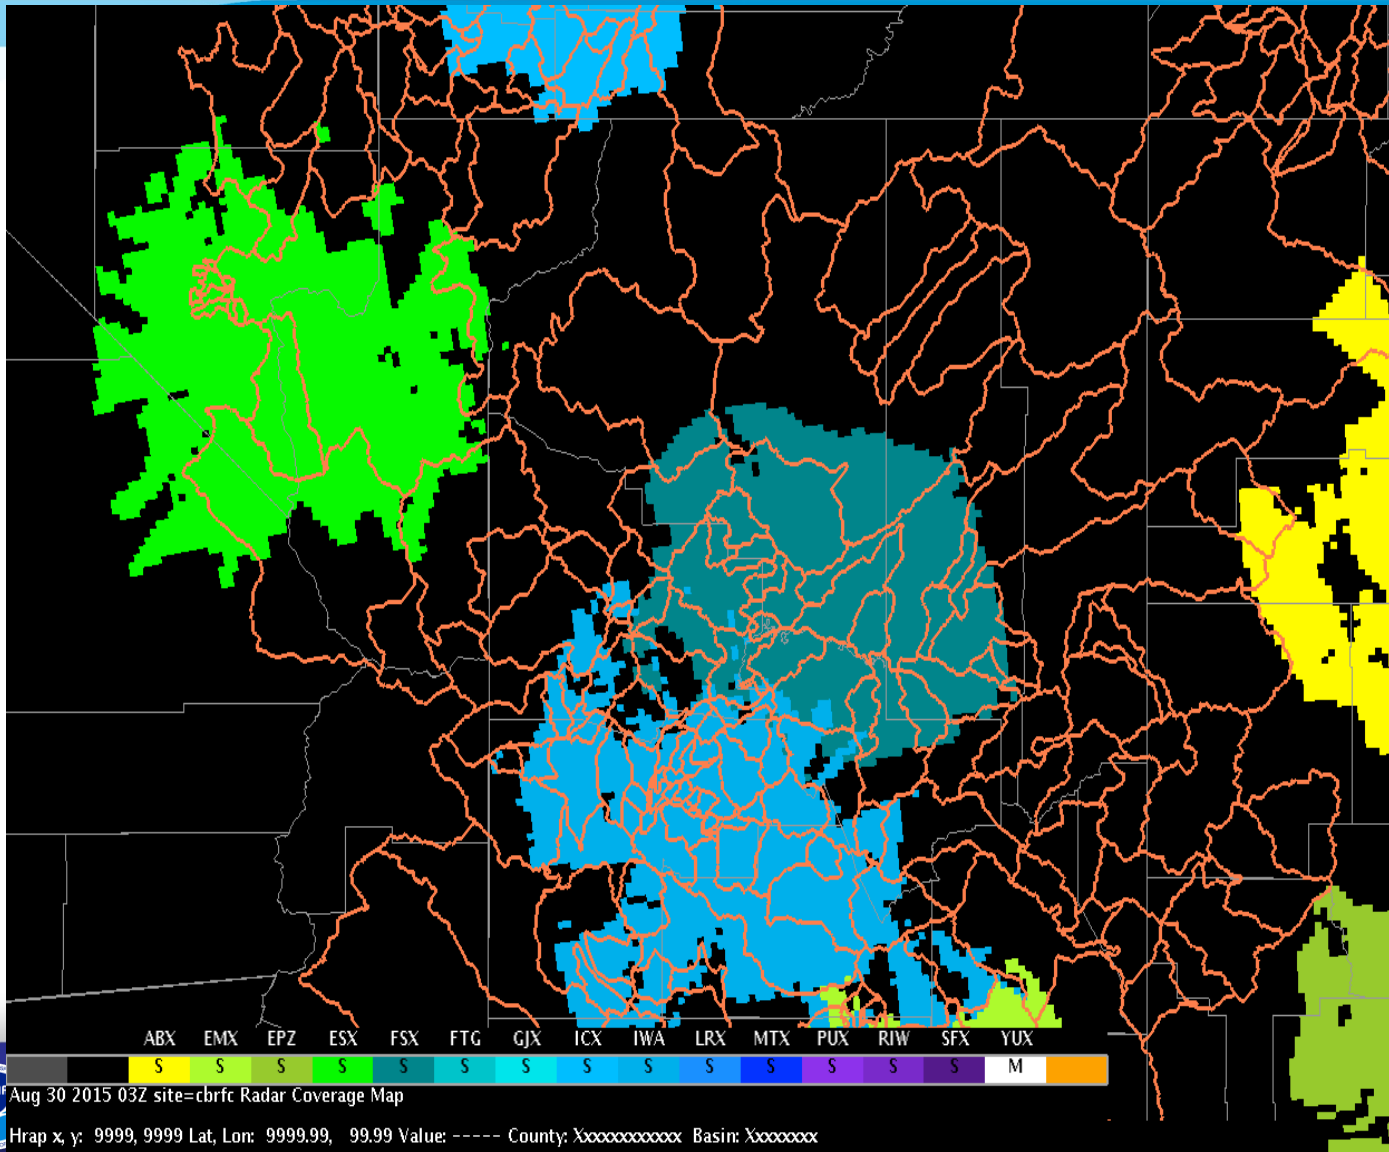 ABX EMX EPZ ESX FSX FTG GJX ICX IWA LRX MTX PUX RIW SFX YUX
S S S S S S S S S S S S S S M
Aug 30 2015 03Z site=cbrfc Radar Coverage Map
Hrap x, y: 9999, 9999 Lat, Lon: 9999.99, 99.99 Value: ----- County: Xxxxxxxxxxxx Basin: Xxxxxxxx